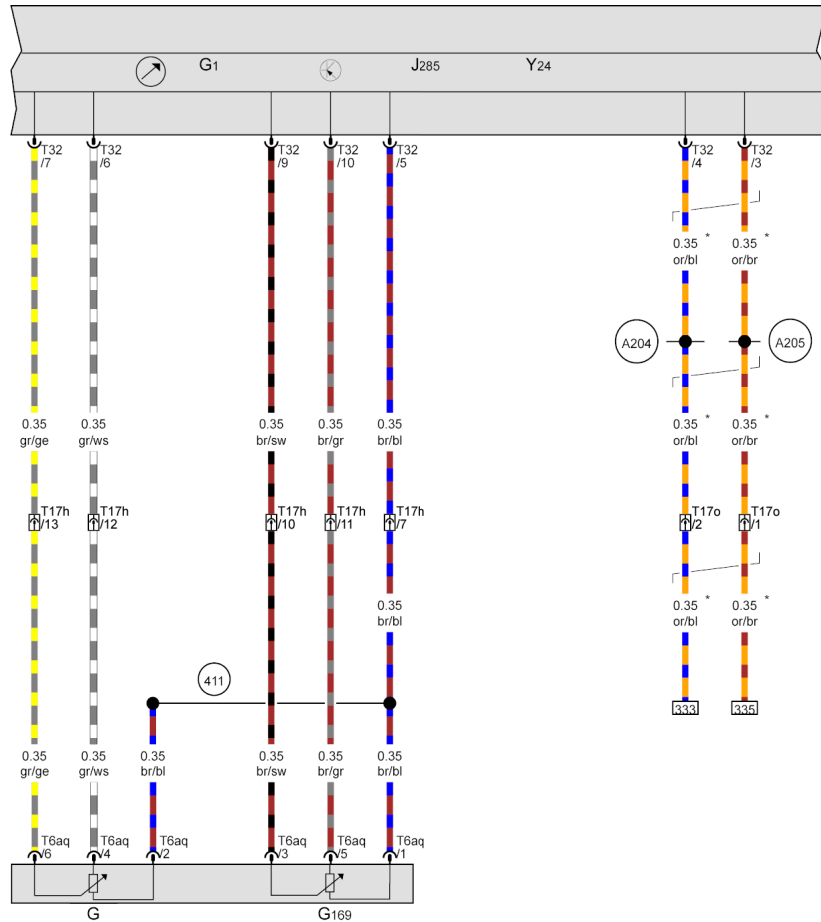 G1 J285 Y24
T32 T32 T32 T32 T32 T32 T32
/7 /6 /9 /10 /5 /4 /3
0.35 * 0.35 *
or/bl or/br
A204 A205
0.35 0.35 0.35 0.35 0.35 0.35 * 0.35 *
gr/ge gr/ws br/sw br/gr br/bl or/bl or/br
T17h T17h T17h T17h T17h T17o T17o
/13 /12 /10 /11 /7 /2 /1
0.35 0.35 * 0.35 *
br/bl or/bl or/br
411
333 335
0.35 0.35 0.35 0.35 0.35 0.35
gr/ge gr/ws br/bl br/sw br/gr br/bl
T6aq T6aq T6aq T6aq T6aq T6aq
/6 /4 /2 /3 /5 /1
G G169